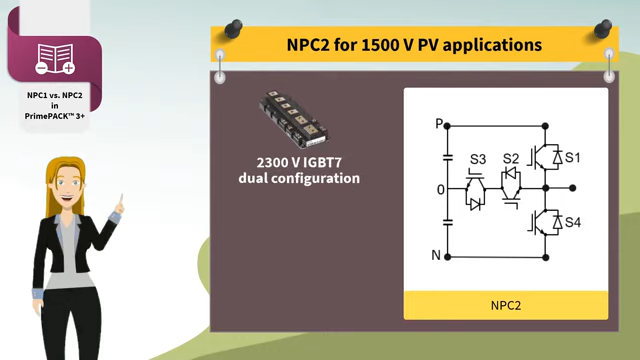 NPC2 for 1500 V PV applications
NPC1 vs. NPC2
in
PrimePACK™ 3+
2300 V IGBT7
dual configuration
P
S3
S2
S1
0
S4
N
NPC2